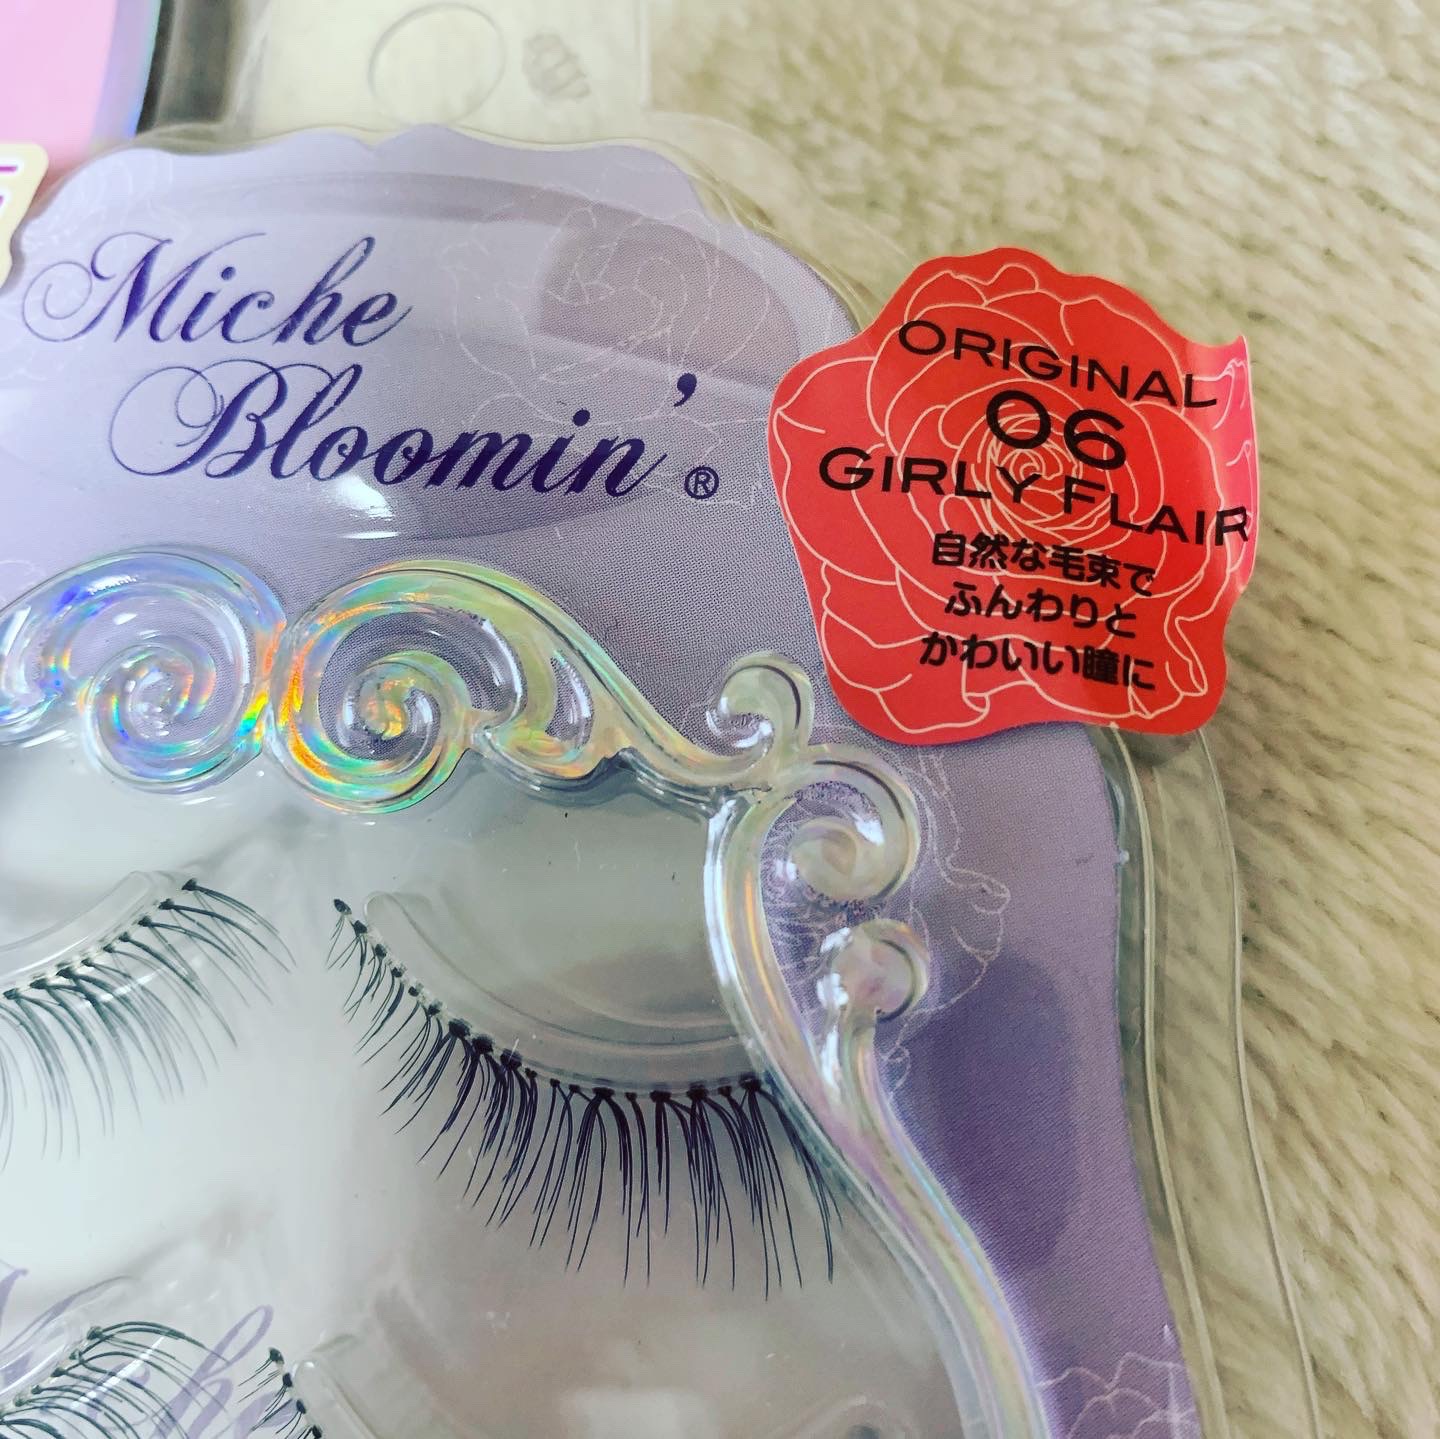 Miche
Bloomin'®
ORIGINAL
06
GIRLY FLAIR
自然な毛束で
ふんわりと
かわいい瞳に
Miche